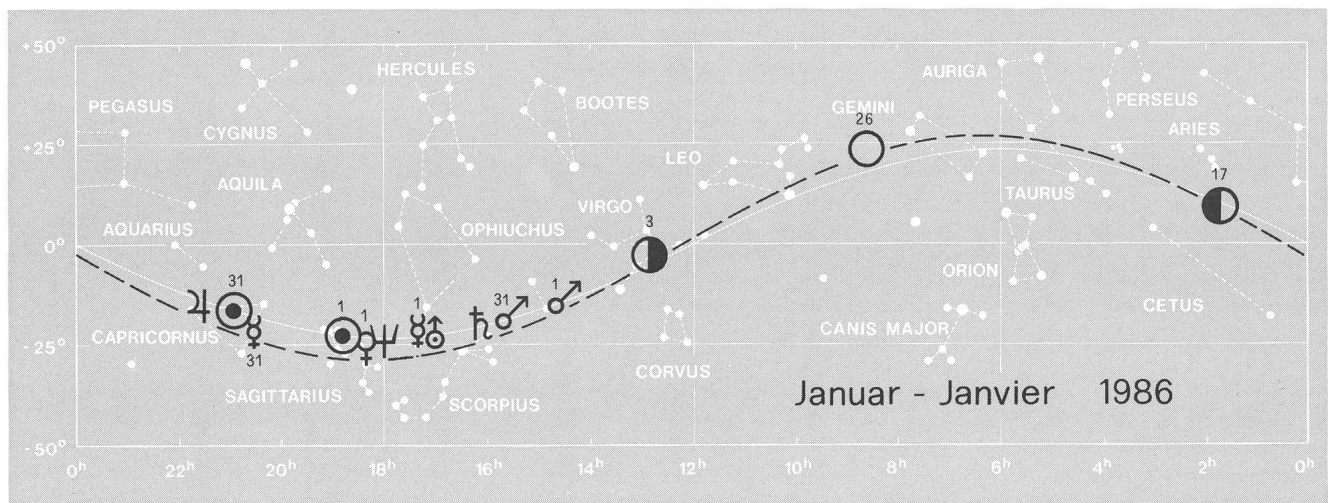 +50°
HERCULES
AURIGA
PEGASUS
BOOTES
GEMINI
PERSEUS
CYGNUS
26
ARIES
+25°
LEO
17
AQUILA
TAURUS
VIRGO
3
AQUARIUS
OPHIUCHUS
0°
ORION
31
1
1
1
31
1
CETUS
CAPRICORNUS
31
CANIS MAJOR
-25°
CORVUS
SAGITTARIUS
SCORPIUS
Januar - Janvier 1986
-50°
0h 22h 20h 18h 16h 14h 12h 10h 8h 6h 4h 2h 0h